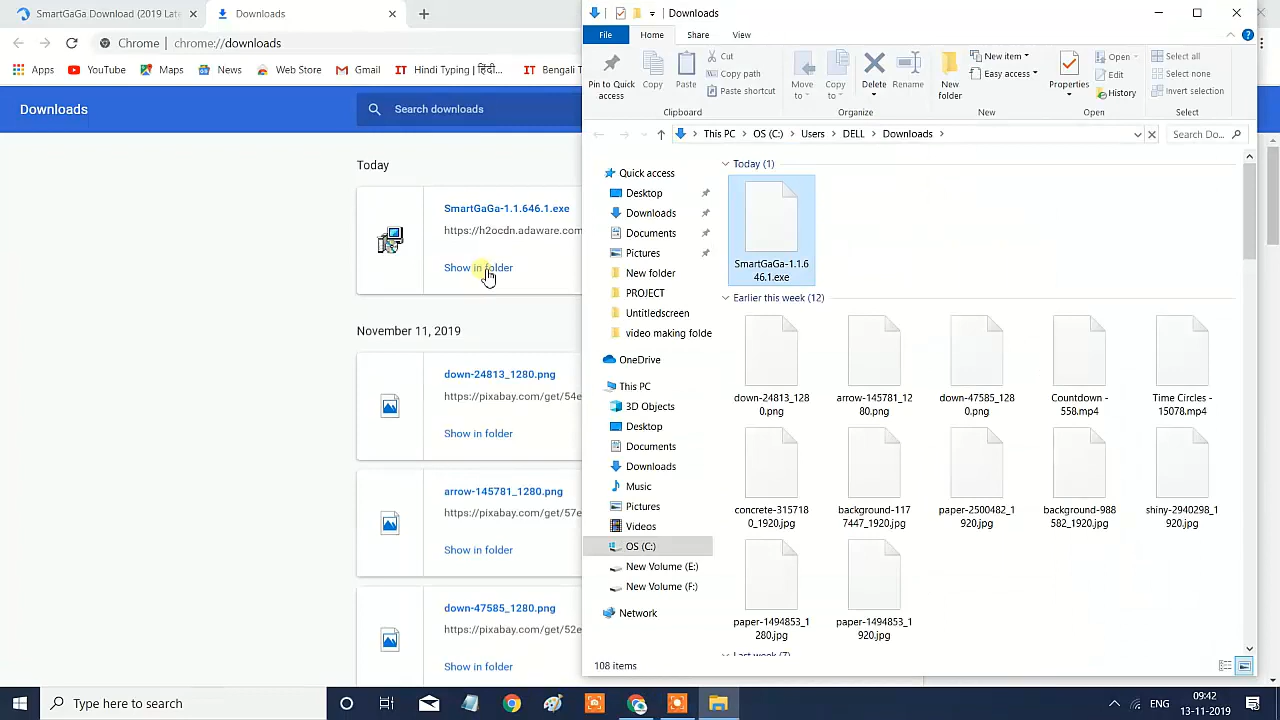 SmartGaGa Download (2019 Late
Downloads
Chrome | chrome://downloads
Apps YouTube Maps News Web Store Gmail Hindi Typing | हिंदी... Bengali T
Downloads
Search downloads
Today
SmartGaGa-1.1.646.1.exe
https://h2ocdn.adaware.com
Show in folder
November 11, 2019
down-24813_1280.png
https://pixabay.com/get/54e
Show in folder
arrow-145781_1280.png
https://pixabay.com/get/57e
Show in folder
down-47585_1280.png
https://pixabay.com/get/52e
Show in folder
Downloads
File Home Share View
Pin to Quick
access
Copy
Paste
Cut
Copy path
Paste shortcut
Clipboard
Move
to
Copy
to
Delete
Rename
Organize
New
folder
New item
Easy access
New
Properties
Open
Edit
History
Open
Select all
Select none
Invert selection
Select
This PC > OS (C:) > Users > DELL > Downloads >
Search Do...
Quick access
Desktop
Downloads
Documents
Pictures
New folder
PROJECT
Untitledscreen
video making folde
OneDrive
This PC
3D Objects
Desktop
Documents
Downloads
Music
Pictures
Videos
OS (C:)
New Volume (E:)
New Volume (F:)
Network
Today (1)
SmartGaGa-1.1.6
46.1.exe
Earlier this week (12)
down-24813_128
0.png
arrow-145781_12
80.png
down-47585_128
0.png
Countdown -
558.mp4
Time Circles -
15078.mp4
concrete-315718
0_1920.jpg
background-117
7447_1920.jpg
paper-2500482_1
920.jpg
background-988
582_1920.jpg
shiny-2940298_1
920.jpg
paper-1494853_1
280.jpg
paper-1494853_1
920.jpg
Last week (7)
108 items
Type here to search
ENG
09:42
13-11-2019